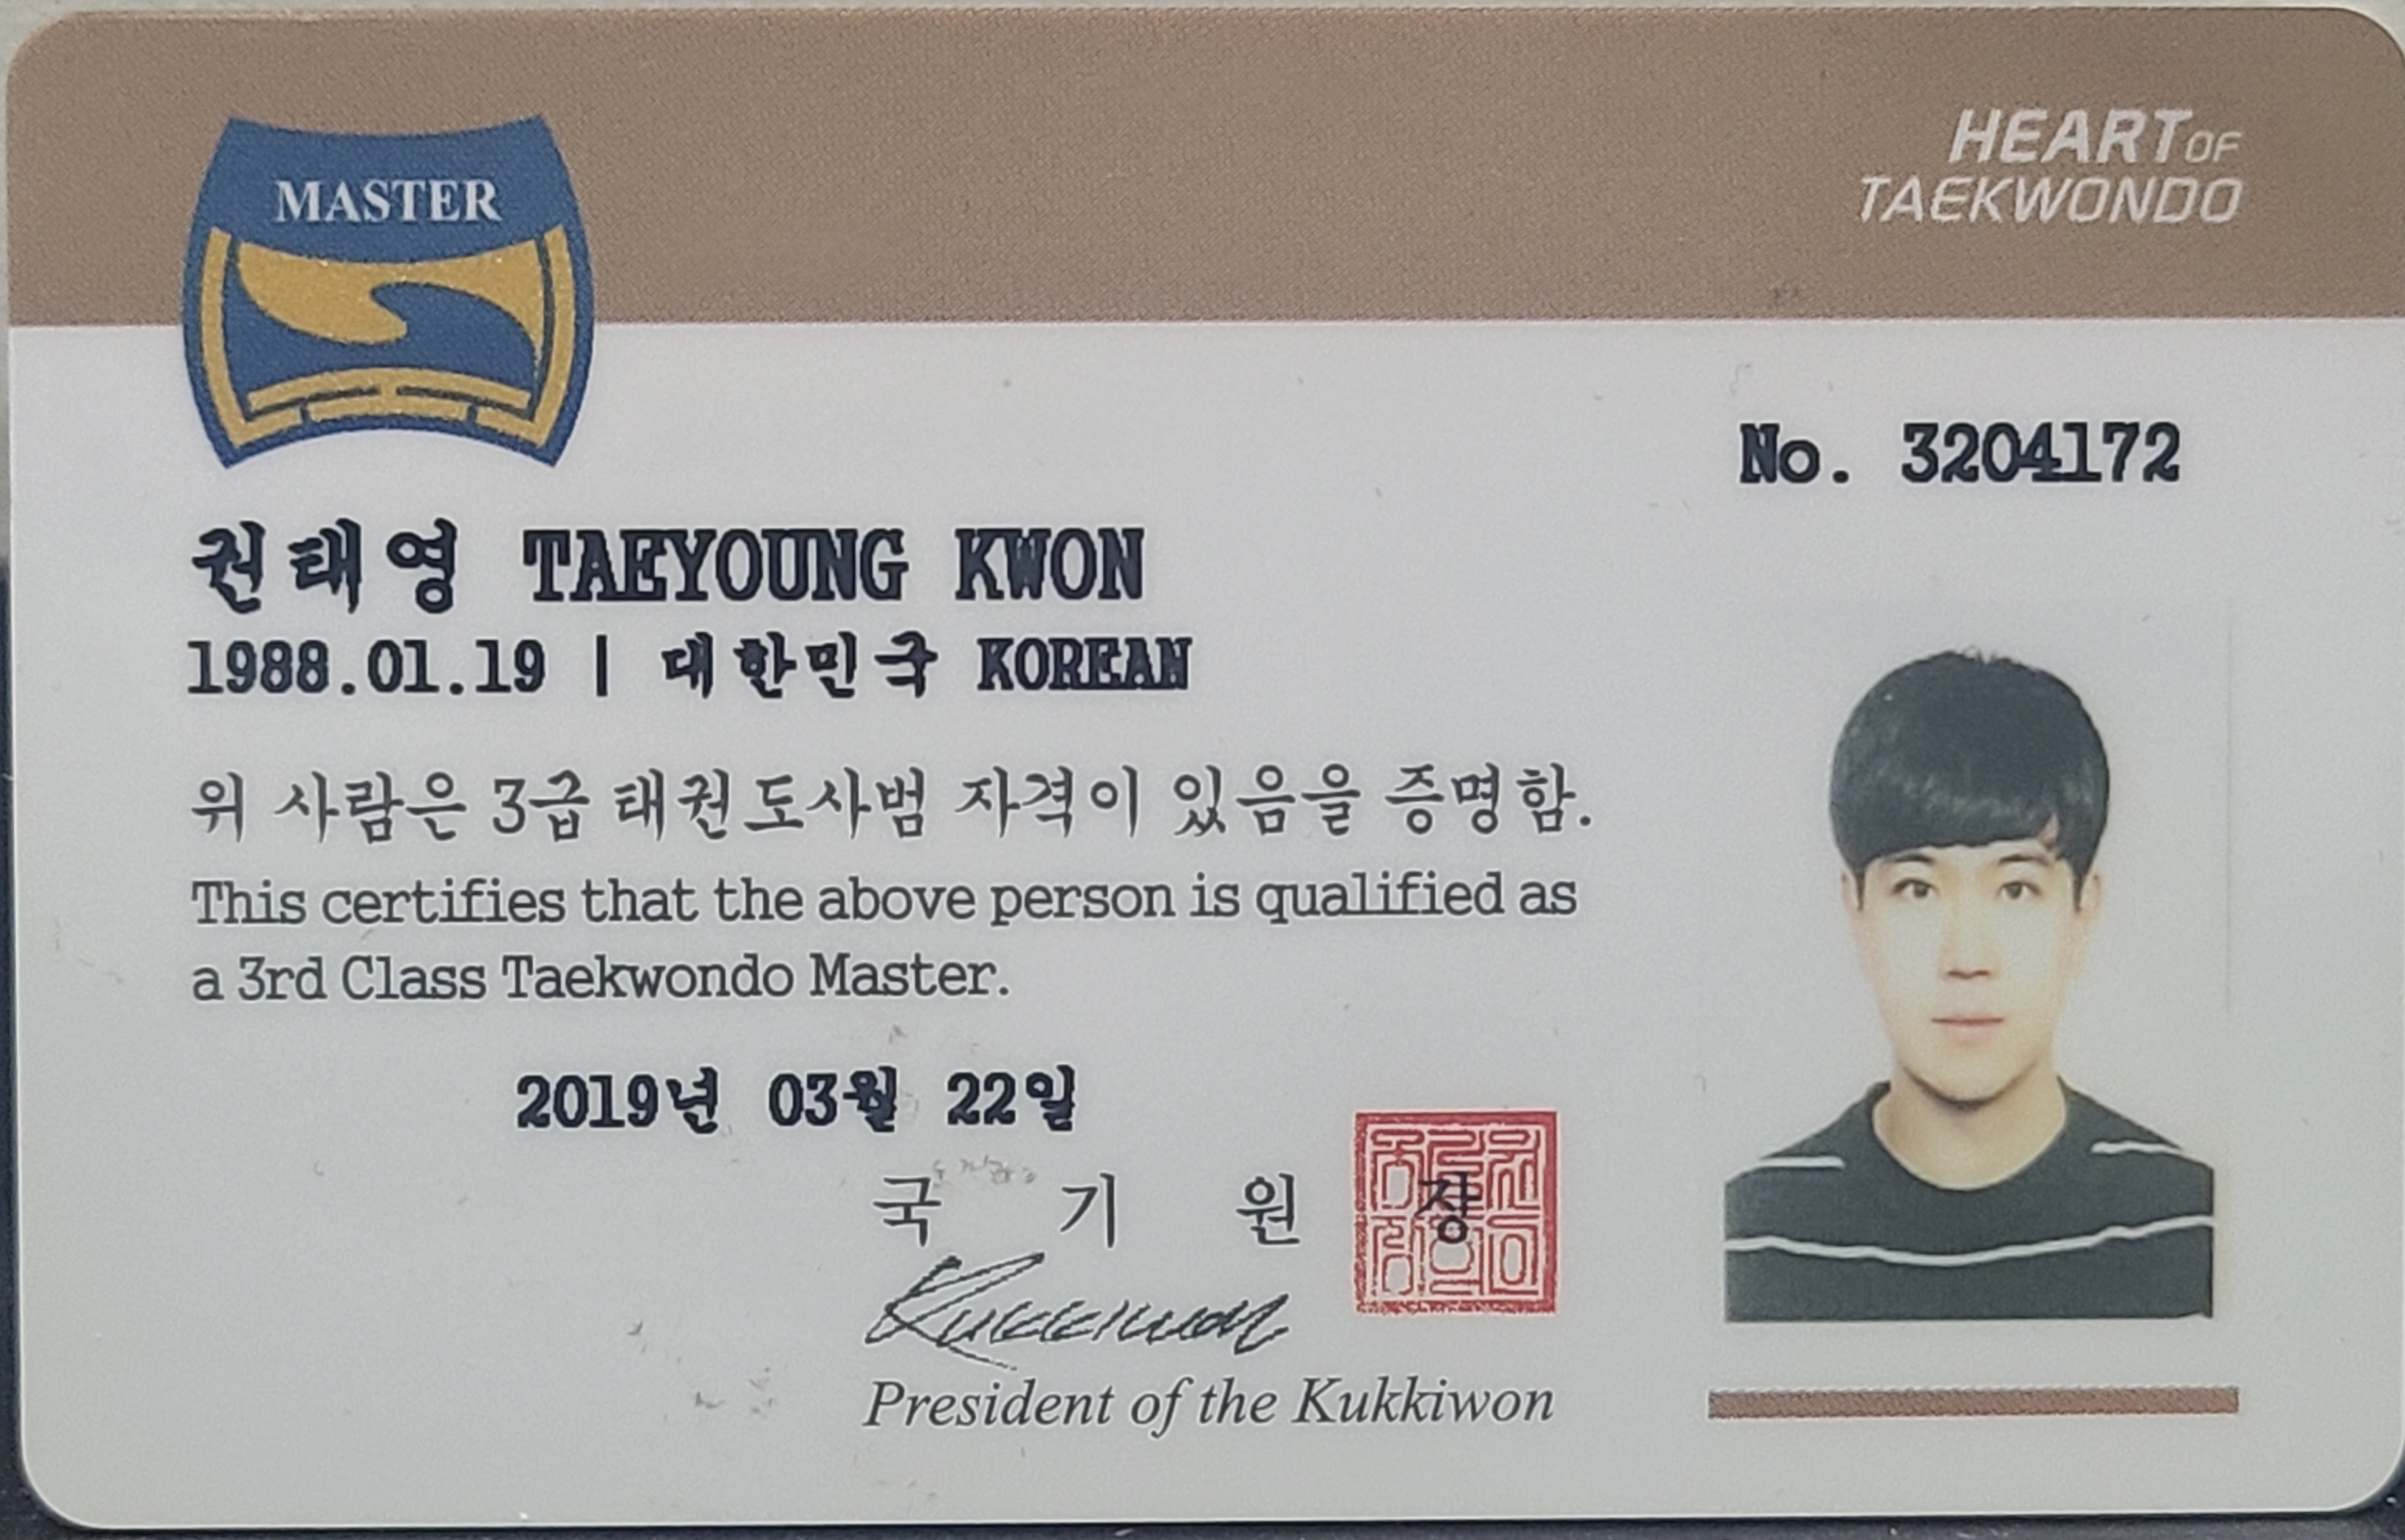 MASTER
HEART OF
TAEKWONDO
No. 3204172
권태영 TAEYOUNG KWON
1988.01.19 | 대한민국 KOREAN
위 사람은 3급 태권도사범 자격이 있음을 증명함.
This certifies that the above person is qualified as
a 3rd Class Taekwondo Master.
2019년 03월 22일
국 기 원 장
Kukkiwon
President of the Kukkiwon